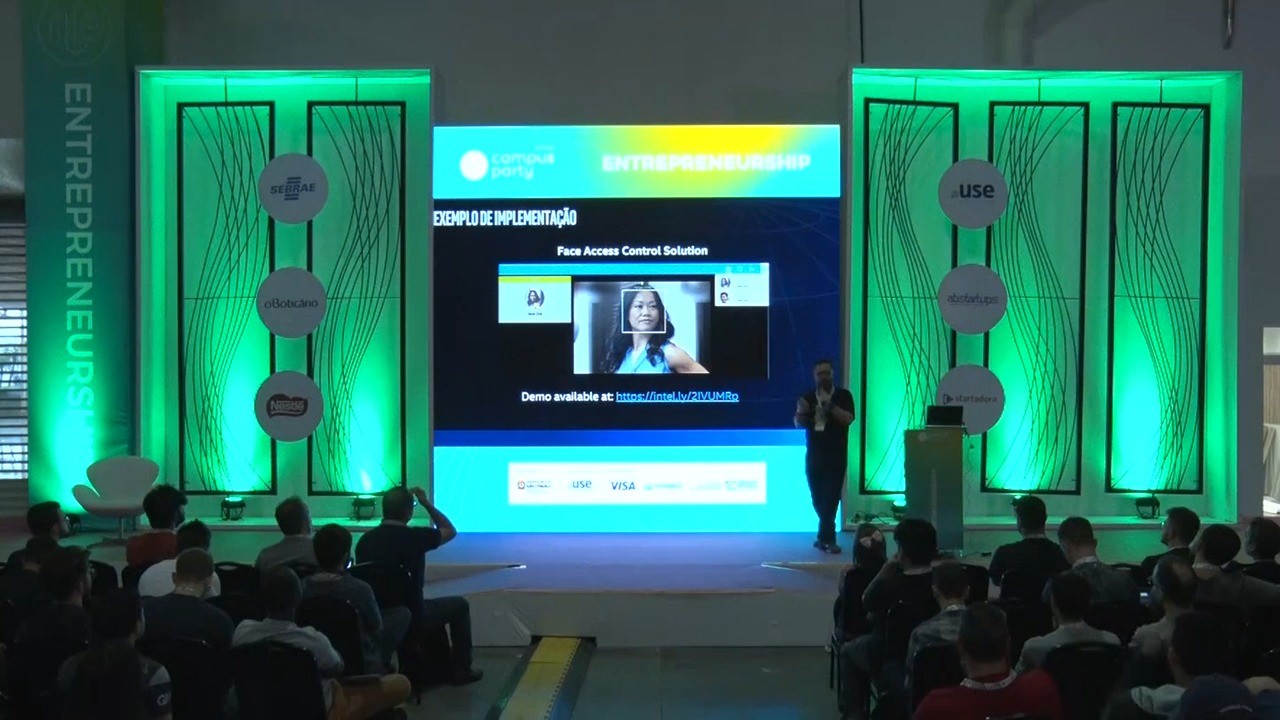 ENTREPRENEURSHIP
SEBRAE
oBoticário
Nestlé
campus
party
ENTREPRENEURSHIP
EXEMPLO DE IMPLEMENTAÇÃO
Face Access Control Solution
Demo available at: https://intel.ly/2IVUMRp
use
VISA
a.use
abstartups
startadora